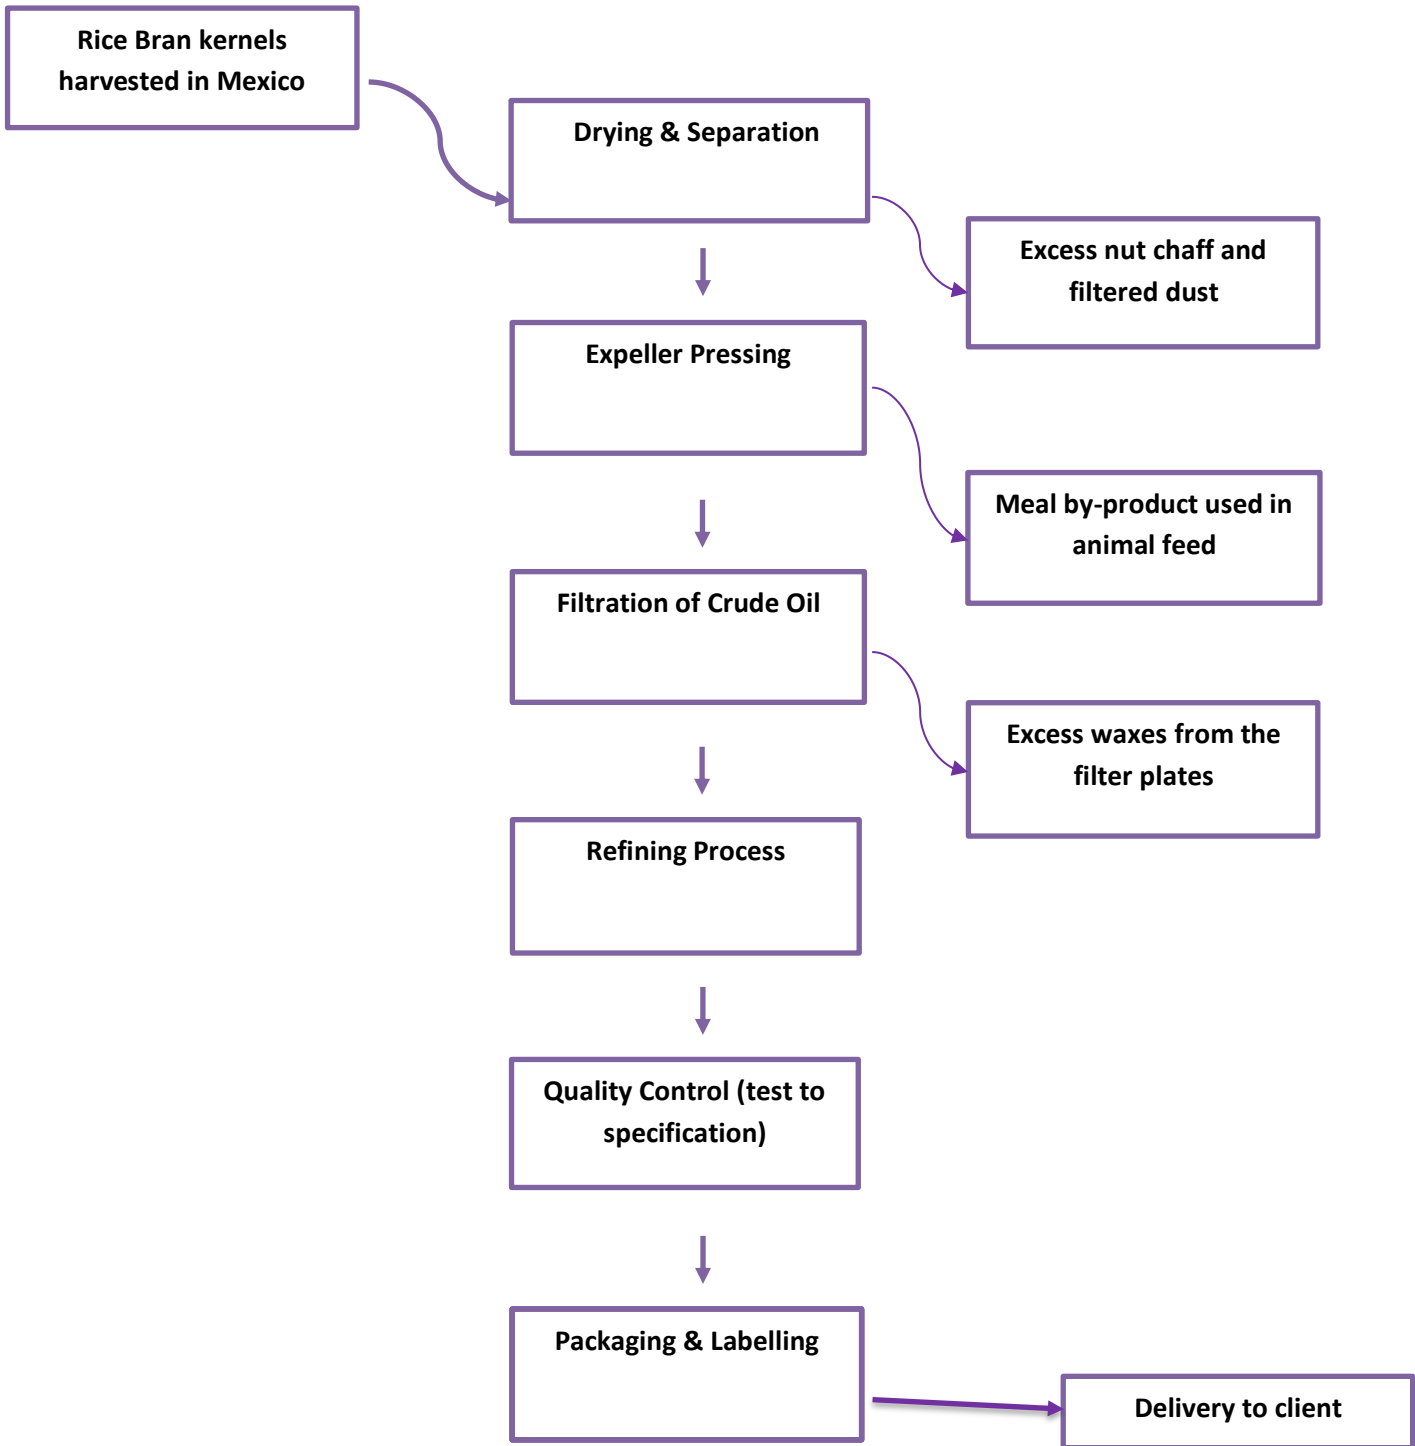 Rice Bran kernels
harvested in Mexico
Drying & Separation
Excess nut chaff and
filtered dust
Expeller Pressing
Meal by-product used in
animal feed
Filtration of Crude Oil
Excess waxes from the
filter plates
Refining Process
Quality Control (test to
specification)
Packaging & Labelling
Delivery to client